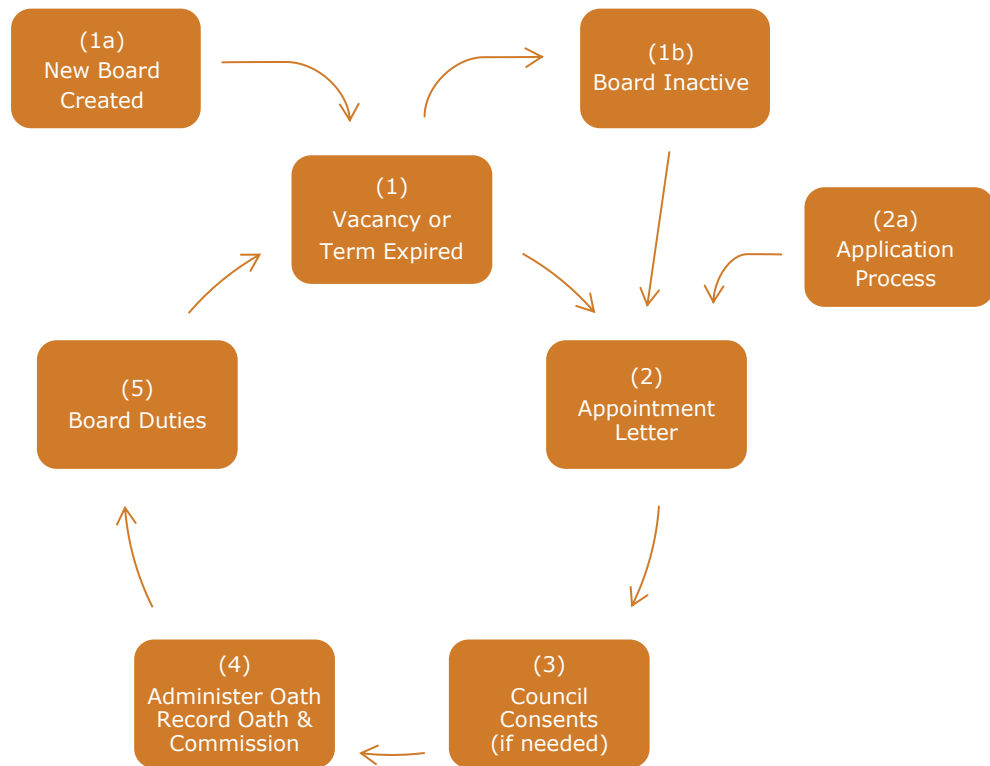 (1a)
New Board
Created
(1b)
Board Inactive
(1)
Vacancy or
Term Expired
(2a)
Application
Process
(2)
Appointment
Letter
(5)
Board Duties
(4)
Administer Oath
Record Oath &
Commission
(3)
Council
Consents
(if needed)